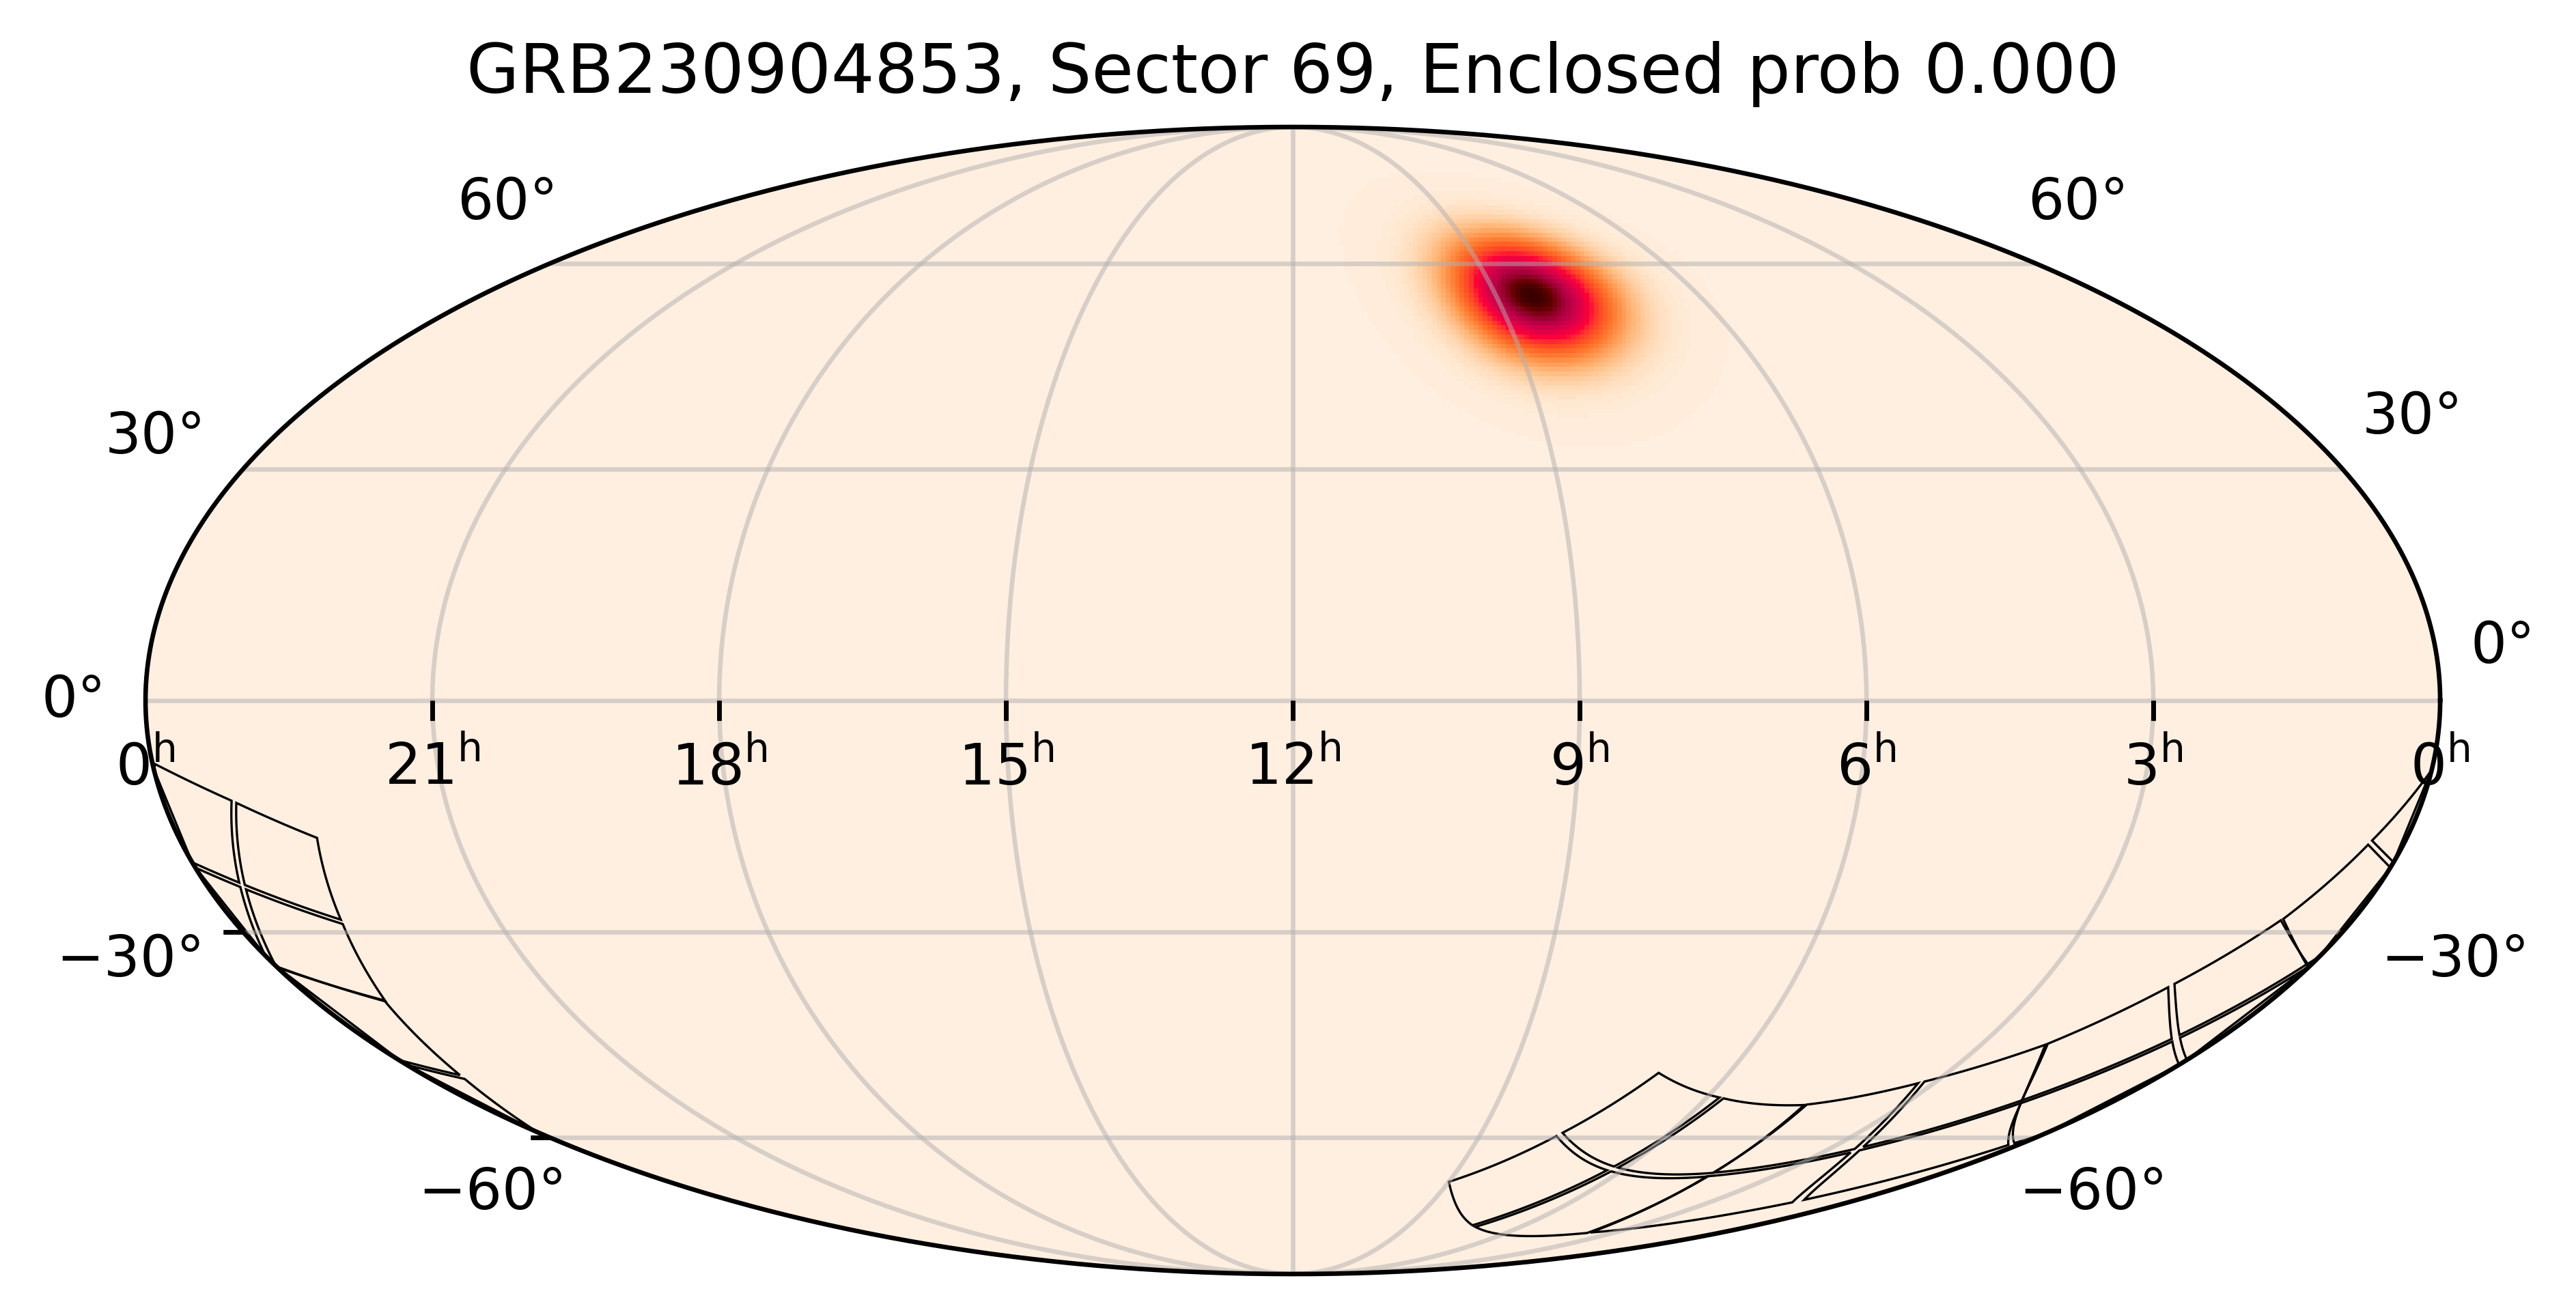 GRB230904853, Sector 69, Enclosed prob 0.000
60° 60°
30° 30°
0° 0°
0h 21h 18h 15h 12h 9h 6h 3h 0h
−30° −30°
−60° −60°